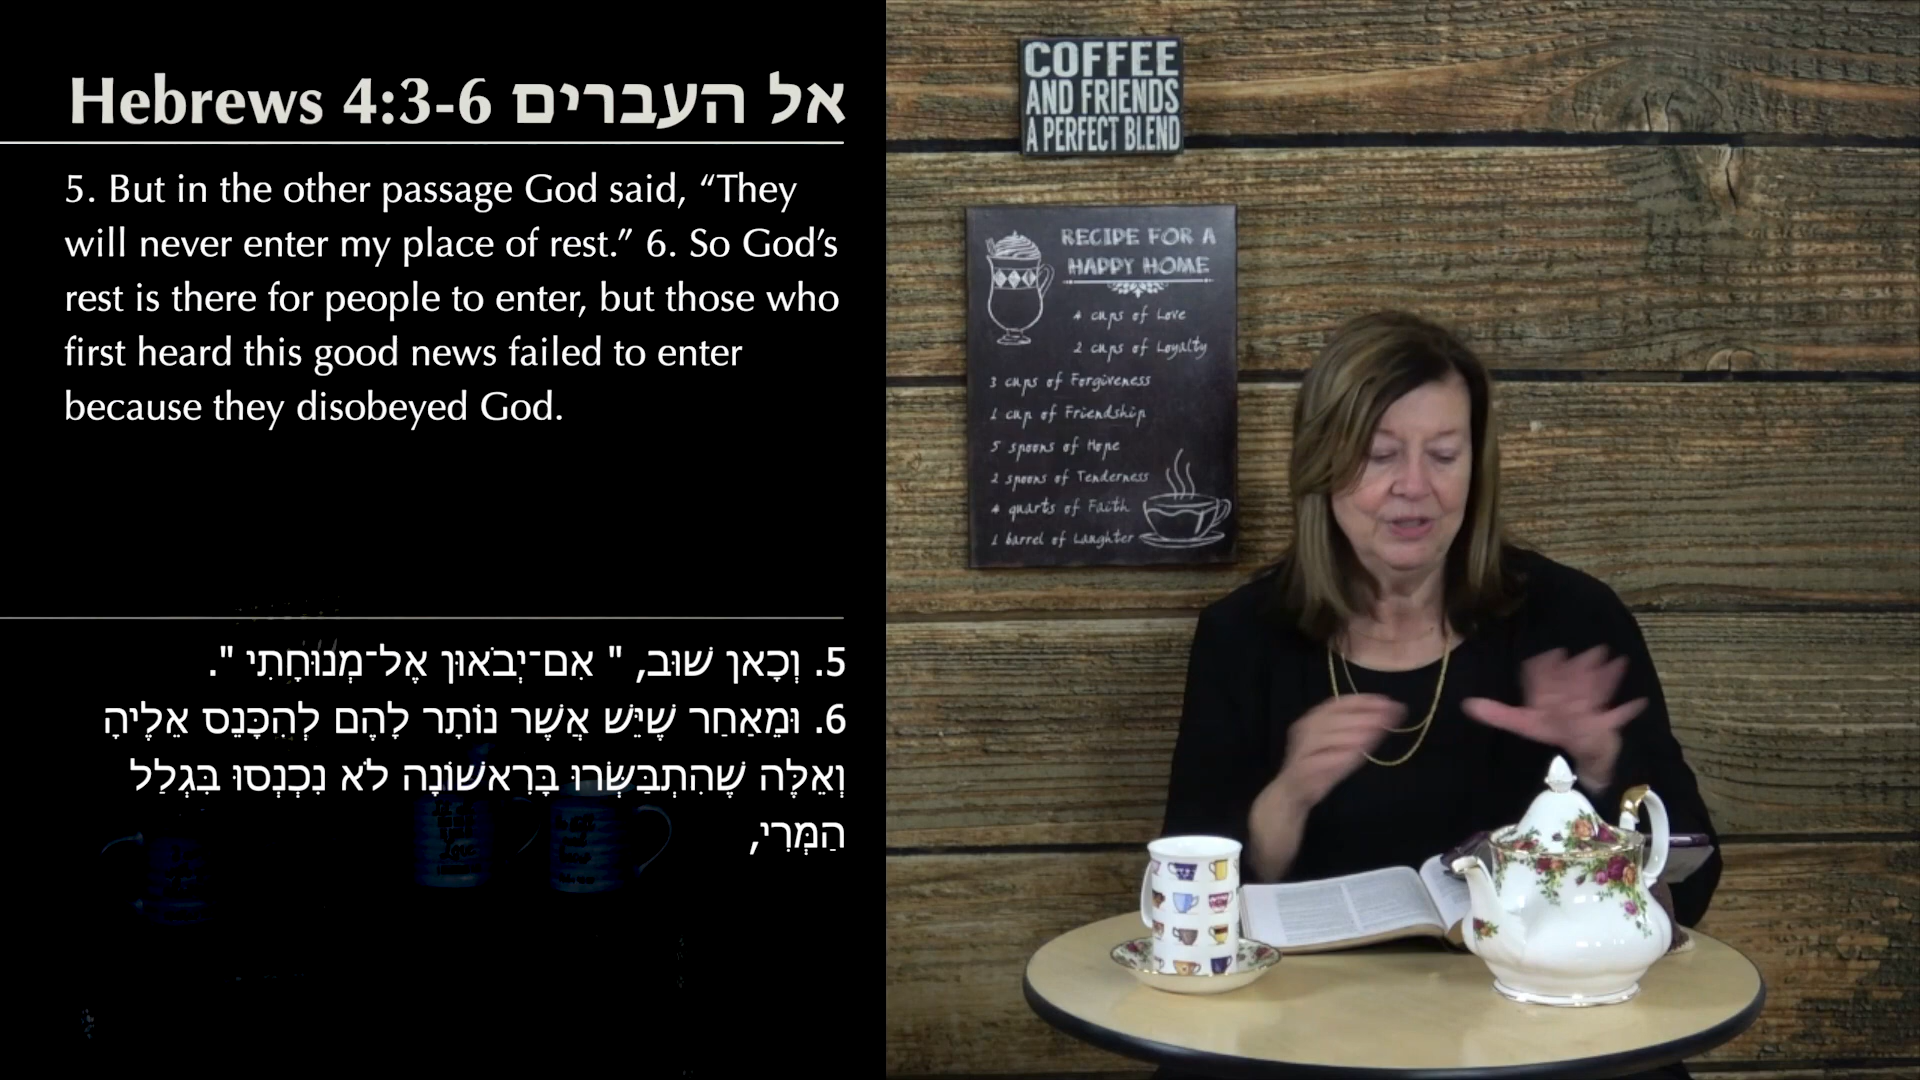 Hebrews 4:3-6 אל העברים
5. But in the other passage God said, “They
will never enter my place of rest.” 6. So God’s
rest is there for people to enter, but those who
first heard this good news failed to enter
because they disobeyed God.
5. וְכָאן שׁוּב, " אִם־יְבֹאוּן אֶל־מְנוּחָתִי ".
6. וּמֵאַחַר שֶׁיֵּשׁ אֲשֶׁר נוֹתָר לָהֶם לְהִכָּנֵס אֵלֶיהָ
וְאֵלֶּה שֶׁהִתְבַּשְּׂרוּ בָּרִאשׁוֹנָה לֹא נִכְנְסוּ בִּגְלַל
הַמְּרִי,
COFFEE
AND FRIENDS
A PERFECT BLEND
RECIPE FOR A
HAPPY HOME
4 cups of Love
2 cups of Loyalty
3 cups of Forgiveness
1 cup of Friendship
5 spoons of Hope
2 spoons of Tenderness
4 quarts of Faith
1 barrel of Laughter